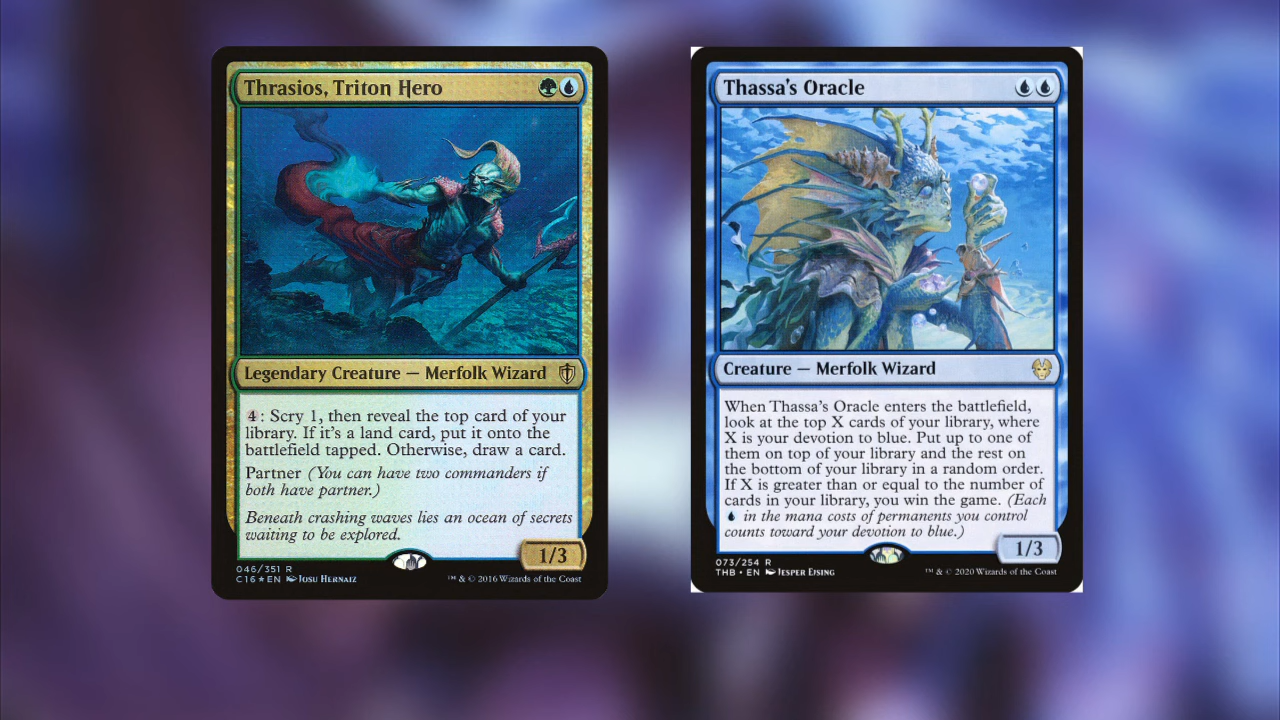 Thrasios, Triton Hero
Legendary Creature — Merfolk Wizard
4: Scry 1, then reveal the top card of your
library. If it's a land card, put it onto the
battlefield tapped. Otherwise, draw a card.
Partner (You can have two commanders if
both have partner.)
Beneath crashing waves lies an ocean of secrets
waiting to be explored.
1/3
046/351 R
C16 ★ EN Josu Hernaiz
™ & © 2016 Wizards of the Coast
Thassa's Oracle
Creature — Merfolk Wizard
When Thassa's Oracle enters the battlefield,
look at the top X cards of your library, where
X is your devotion to blue. Put up to one of
them on top of your library and the rest on
the bottom of your library in a random order.
If X is greater than or equal to the number of
cards in your library, you win the game. (Each
in the mana costs of permanents you control
counts toward your devotion to blue.)
1/3
073/254 R
THB • EN Jesper Ejsing
™ & © 2020 Wizards of the Coast